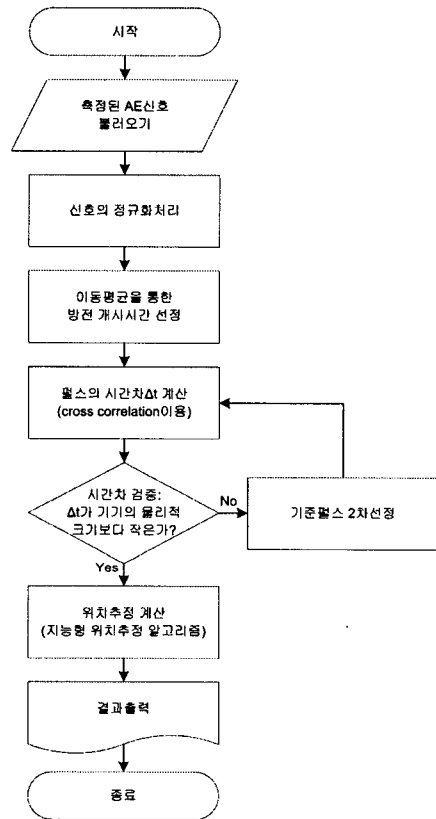 시작
측정된 AE신호
불러오기
신호의 정규화처리
이동평균을 통한
방전 개시시간 선정
펄스의 시간차Δt 계산
(cross correlation이용)
시간차 검증:
Δt가 기기의 물리적
크기보다 작은가?
No
기준펄스 2차선정
Yes
위치추정 계산
(지능형 위치추정 알고리즘)
결과출력
종료